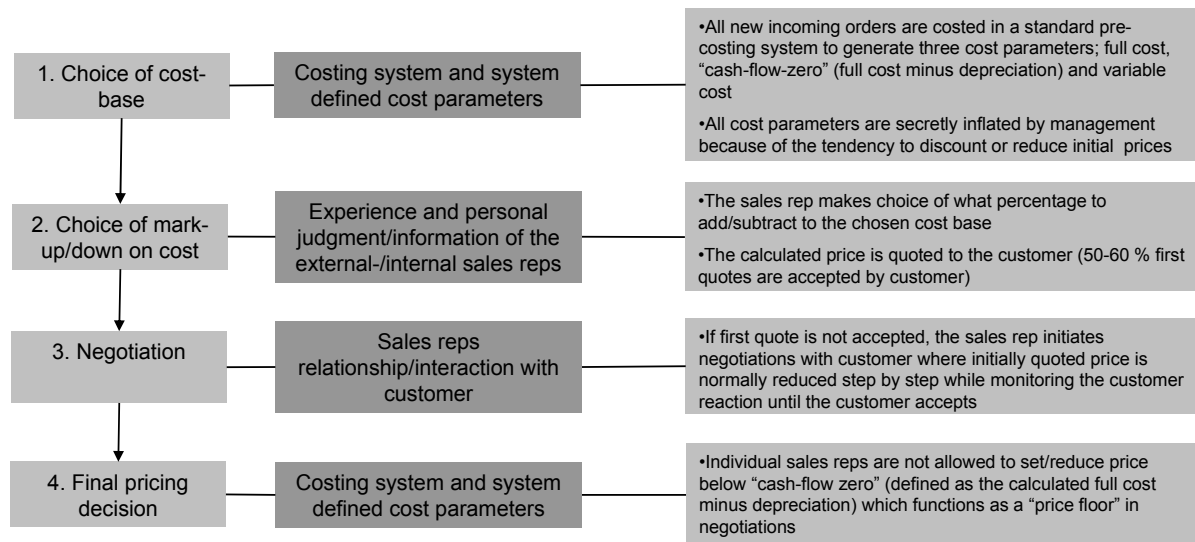 1. Choice of cost-
base
Costing system and system
defined cost parameters
•All new incoming orders are costed in a standard pre-
costing system to generate three cost parameters; full cost,
“cash-flow-zero” (full cost minus depreciation) and variable
cost
•All cost parameters are secretly inflated by management
because of the tendency to discount or reduce initial prices
2. Choice of mark-
up/down on cost
Experience and personal
judgment/information of the
external-/internal sales reps
•The sales rep makes choice of what percentage to
add/subtract to the chosen cost base
•The calculated price is quoted to the customer (50-60 % first
quotes are accepted by customer)
3. Negotiation
Sales reps
relationship/interaction with
customer
•If first quote is not accepted, the sales rep initiates
negotiations with customer where initially quoted price is
normally reduced step by step while monitoring the customer
reaction until the customer accepts
4. Final pricing
decision
Costing system and system
defined cost parameters
•Individual sales reps are not allowed to set/reduce price
below “cash-flow zero” (defined as the calculated full cost
minus depreciation) which functions as a “price floor” in
negotiations